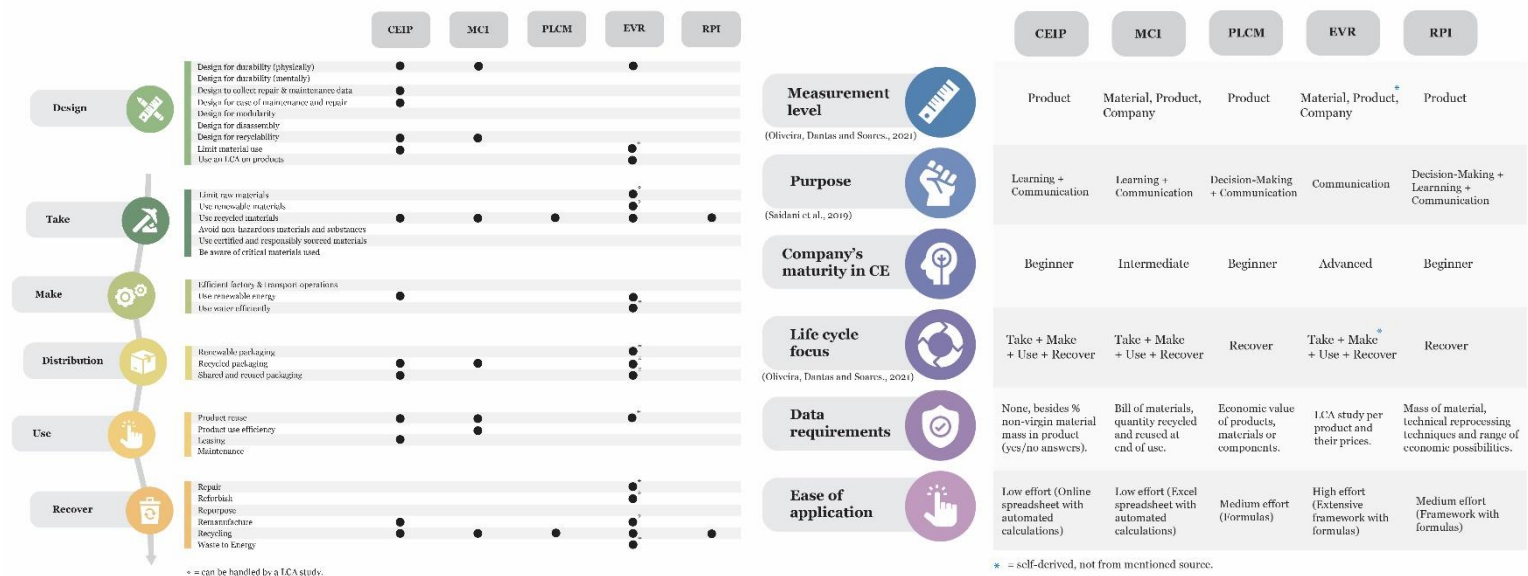 CEIP MCI PLCM EVR RPI
Design
Design for durability (physically)
Design for durability (mentally)
Design to collect repair & maintenance data
Design for ease of maintenance and repair
Design for modularity
Design for disassembly
Design for recyclability
Limit material use
Use an LCA on products
Take
Limit raw materials
Use renewable materials
Use recycled materials
Avoid non-hazardous materials and substances
Use certified and responsibly sourced materials
Be aware of critical materials used
Make
Efficient factory & transport operations
Use renewable energy
Use water efficiently
Distribution
Renewable packaging
Recycled packaging
Shared and reused packaging
Use
Product reuse
Product use efficiency
Leasing
Maintenance
Recover
Repair
Refurbish
Repurpose
Remanufacture
Recycling
Waste to Energy
* = can be handled by a LCA study.
CEIP MCI PLCM EVR RPI
Measurement
level
(Oliveira, Dantas and Soares., 2021)
Product
Material, Product,
Company
Product
Material, Product,*
Company
Product
Purpose
(Saidani et al., 2019)
Learning +
Communication
Learning +
Communication
Decision-Making
+ Communication
Communication
Decision-Making +
Learnning +
Communication
Company's
maturity in CE
Beginner
Intermediate
Beginner
Advanced
Beginner
Life cycle
focus
(Oliveira, Dantas and Soares., 2021)
Take + Make
+ Use + Recover
Take + Make
+ Use + Recover
Recover
Take + Make*
+ Use + Recover
Recover
Data
requirements
None, besides %
non-virgin material
mass in product
(yes/no answers).
Bill of materials,
quantity recycled
and reused at
end of use.
Economic value
of products,
materials or
components.
LCA study per
product and
their prices.
Mass of material,
technical reprocessing
techniques and range of
economic possibilities.
Ease of
application
Low effort (Online
spreadsheet with
automated
calculations)
Low effort (Excel
spreadsheet with
automated
calculations)
Medium effort
(Formulas)
High effort
(Extensive
framework with
formulas)
Medium effort
(Framework with
formulas)
* = self-derived, not from mentioned source.